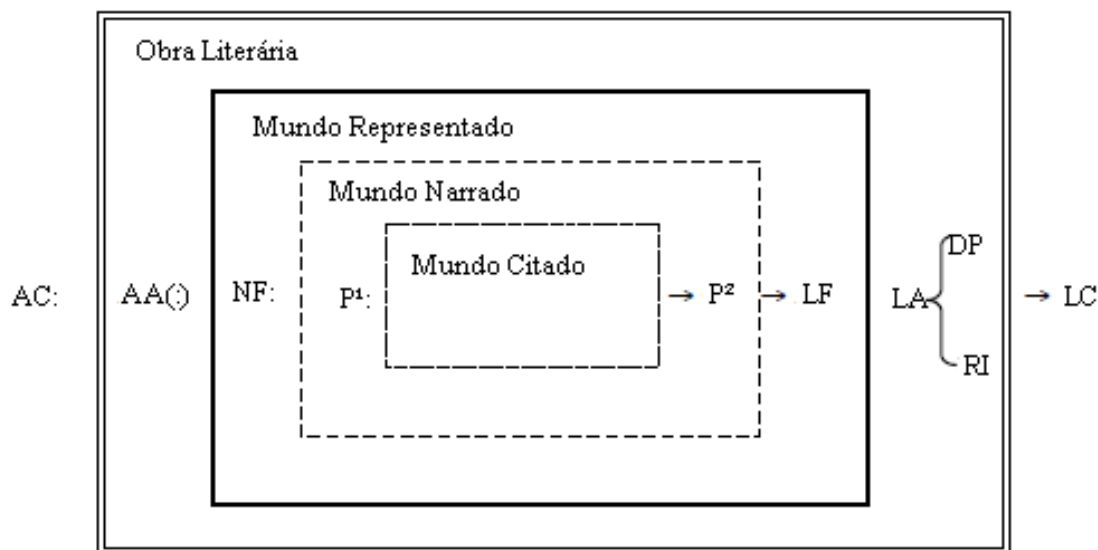 Obra Literária
Mundo Representado
Mundo Narrado
Mundo Citado
DP
AC: AA(:) NF: P¹: → P² → LF LA → LC
RI